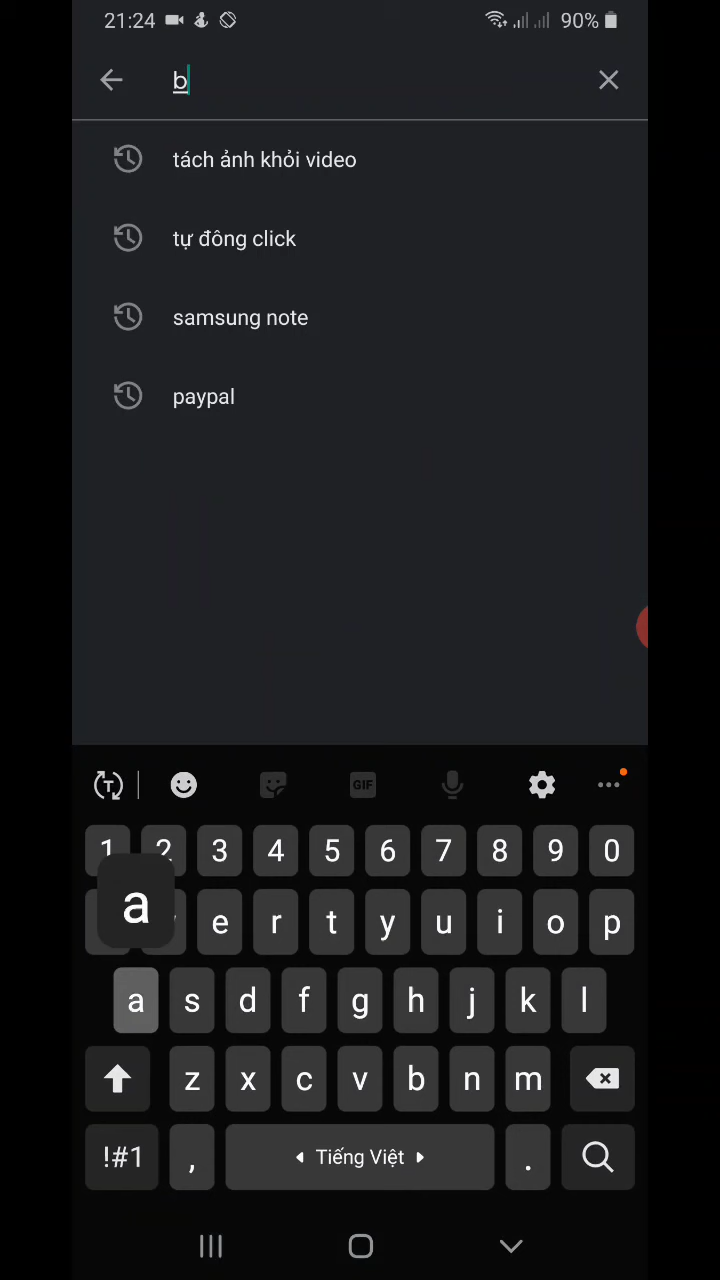 21:24 90%
b
tách ảnh khỏi video
tự đông click
samsung note
paypal
T GIF
1 2 3 4 5 6 7 8 9 0
a
e r t y u i o p
a s d f g h j k l
z x c v b n m
!#1 , Tiếng Việt .